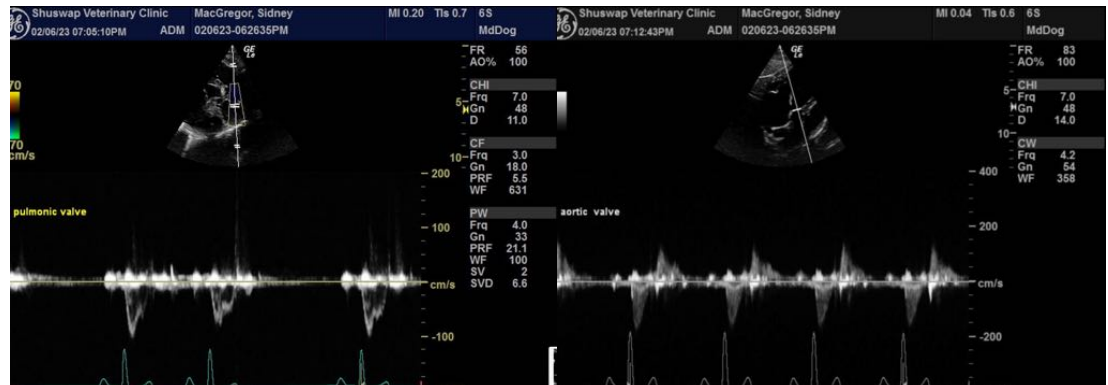 Shuswap Veterinary Clinic MacGregor, Sidney MI 0.20 TIs 0.7 6S
02/06/23 07:05:10PM ADM 020623-062635PM MdDog
GE
FR 56
AO% 100
CHI
Frq 7.0
Gn 48
D 11.0
CF
Frq 3.0
Gn 18.0
PRF 5.5
WF 631
PW
Frq 4.0
Gn 33
PRF 21.1
WF 100
SV 2
SVD 6.6
70
70
cm/s
5
10
pulmonic valve
200
100
cm/s
-100
Shuswap Veterinary Clinic MacGregor, Sidney MI 0.04 TIs 0.6 6S
02/06/23 07:12:43PM ADM 020623-062635PM MdDog
GE
FR 83
AO% 100
CHI
Frq 7.0
Gn 48
D 14.0
CW
Frq 4.2
Gn 54
WF 358
5
10
aortic valve
400
200
cm/s
-200